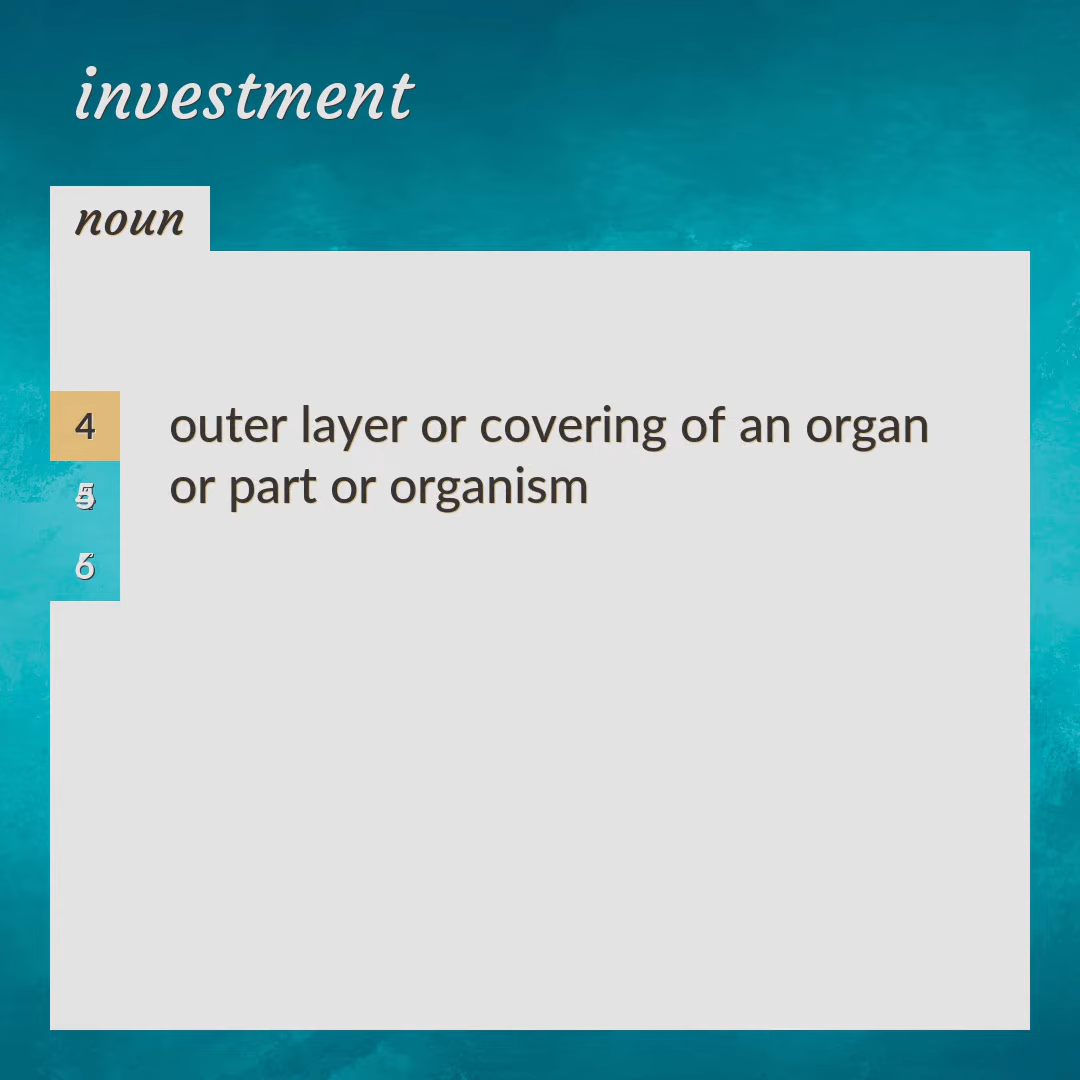 investment
noun
4
outer layer or covering of an organ
or part or organism
6